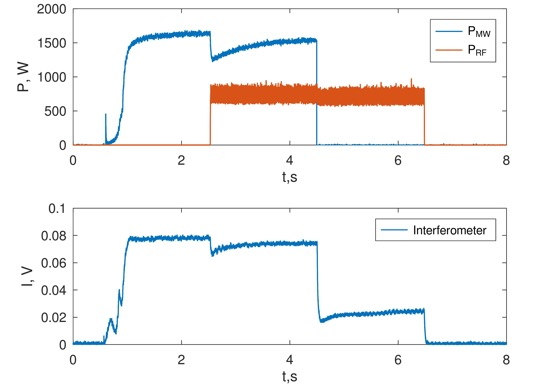 2000
1500
1000
500
0
P, W
P_MW
P_RF
0 2 4 6 8
t,s
0.1
0.08
0.06
0.04
0.02
0
I, V
Interferometer
0 2 4 6 8
t,s